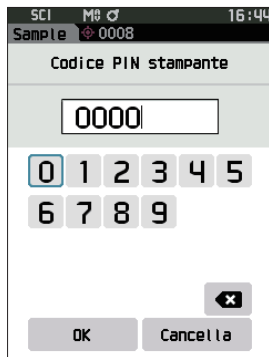 SCI M 16:44
Sample 0008
Codice PIN stampante
0000
0 1 2 3 4 5
6 7 8 9
OK Cancella